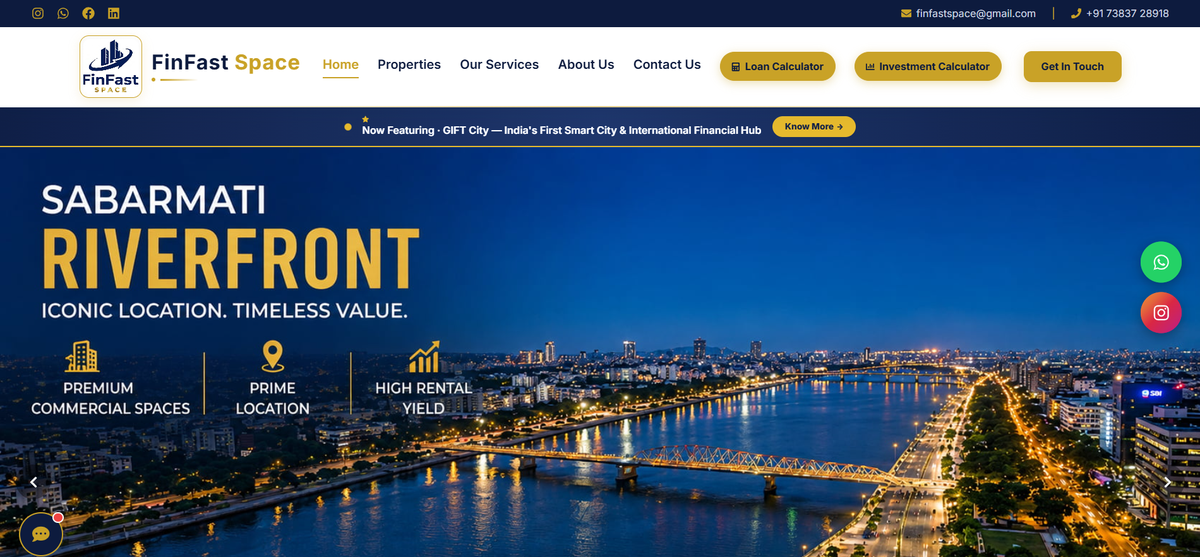 finfastspace@gmail.com
+91 73837 28918
FinFast
SPACE
FinFast Space
Home
Properties
Our Services
About Us
Contact Us
Loan Calculator
Investment Calculator
Get In Touch
Now Featuring · GIFT City — India's First Smart City & International Financial Hub
Know More →
SABARMATI
RIVERFRONT
ICONIC LOCATION. TIMELESS VALUE.
PREMIUM
COMMERCIAL SPACES
PRIME
LOCATION
HIGH RENTAL
YIELD
SBI